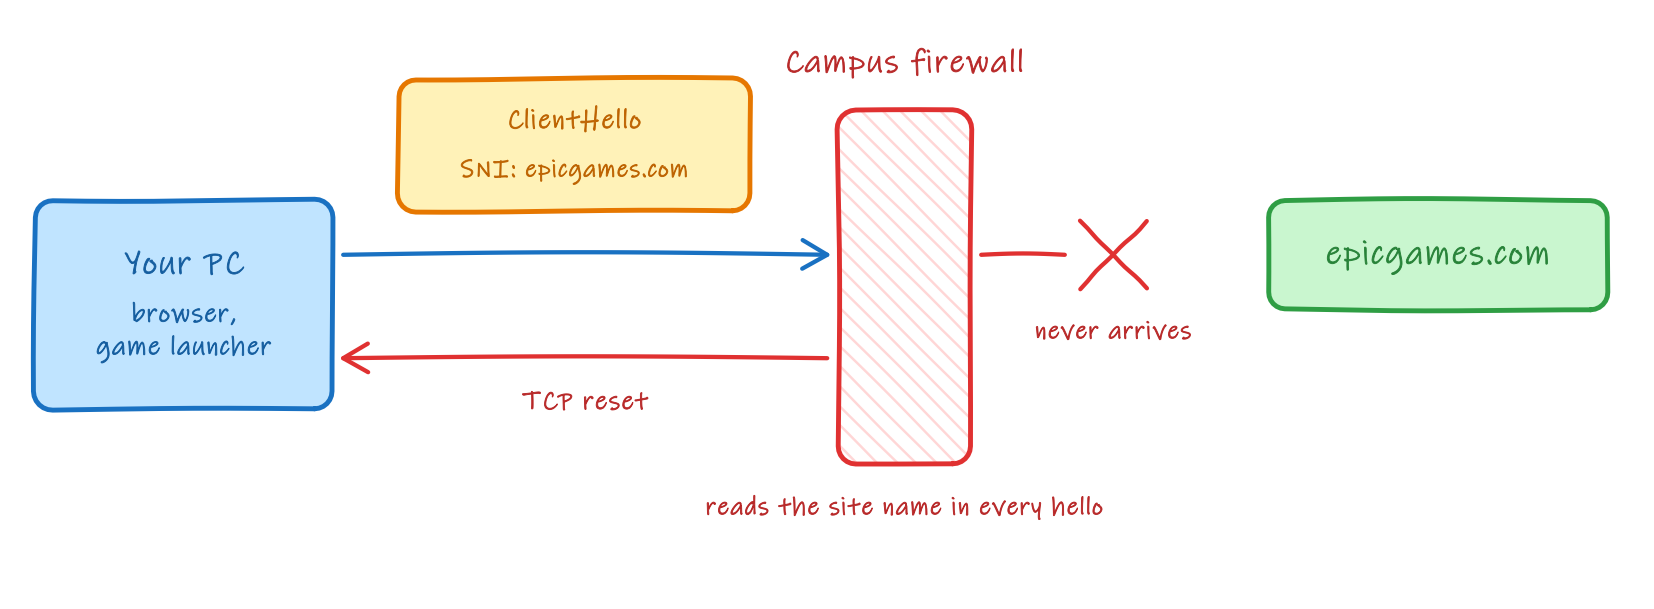 Campus firewall
ClientHello
SNI: epicgames.com
Your PC
browser,
game launcher
epicgames.com
never arrives
TCP reset
reads the site name in every hello